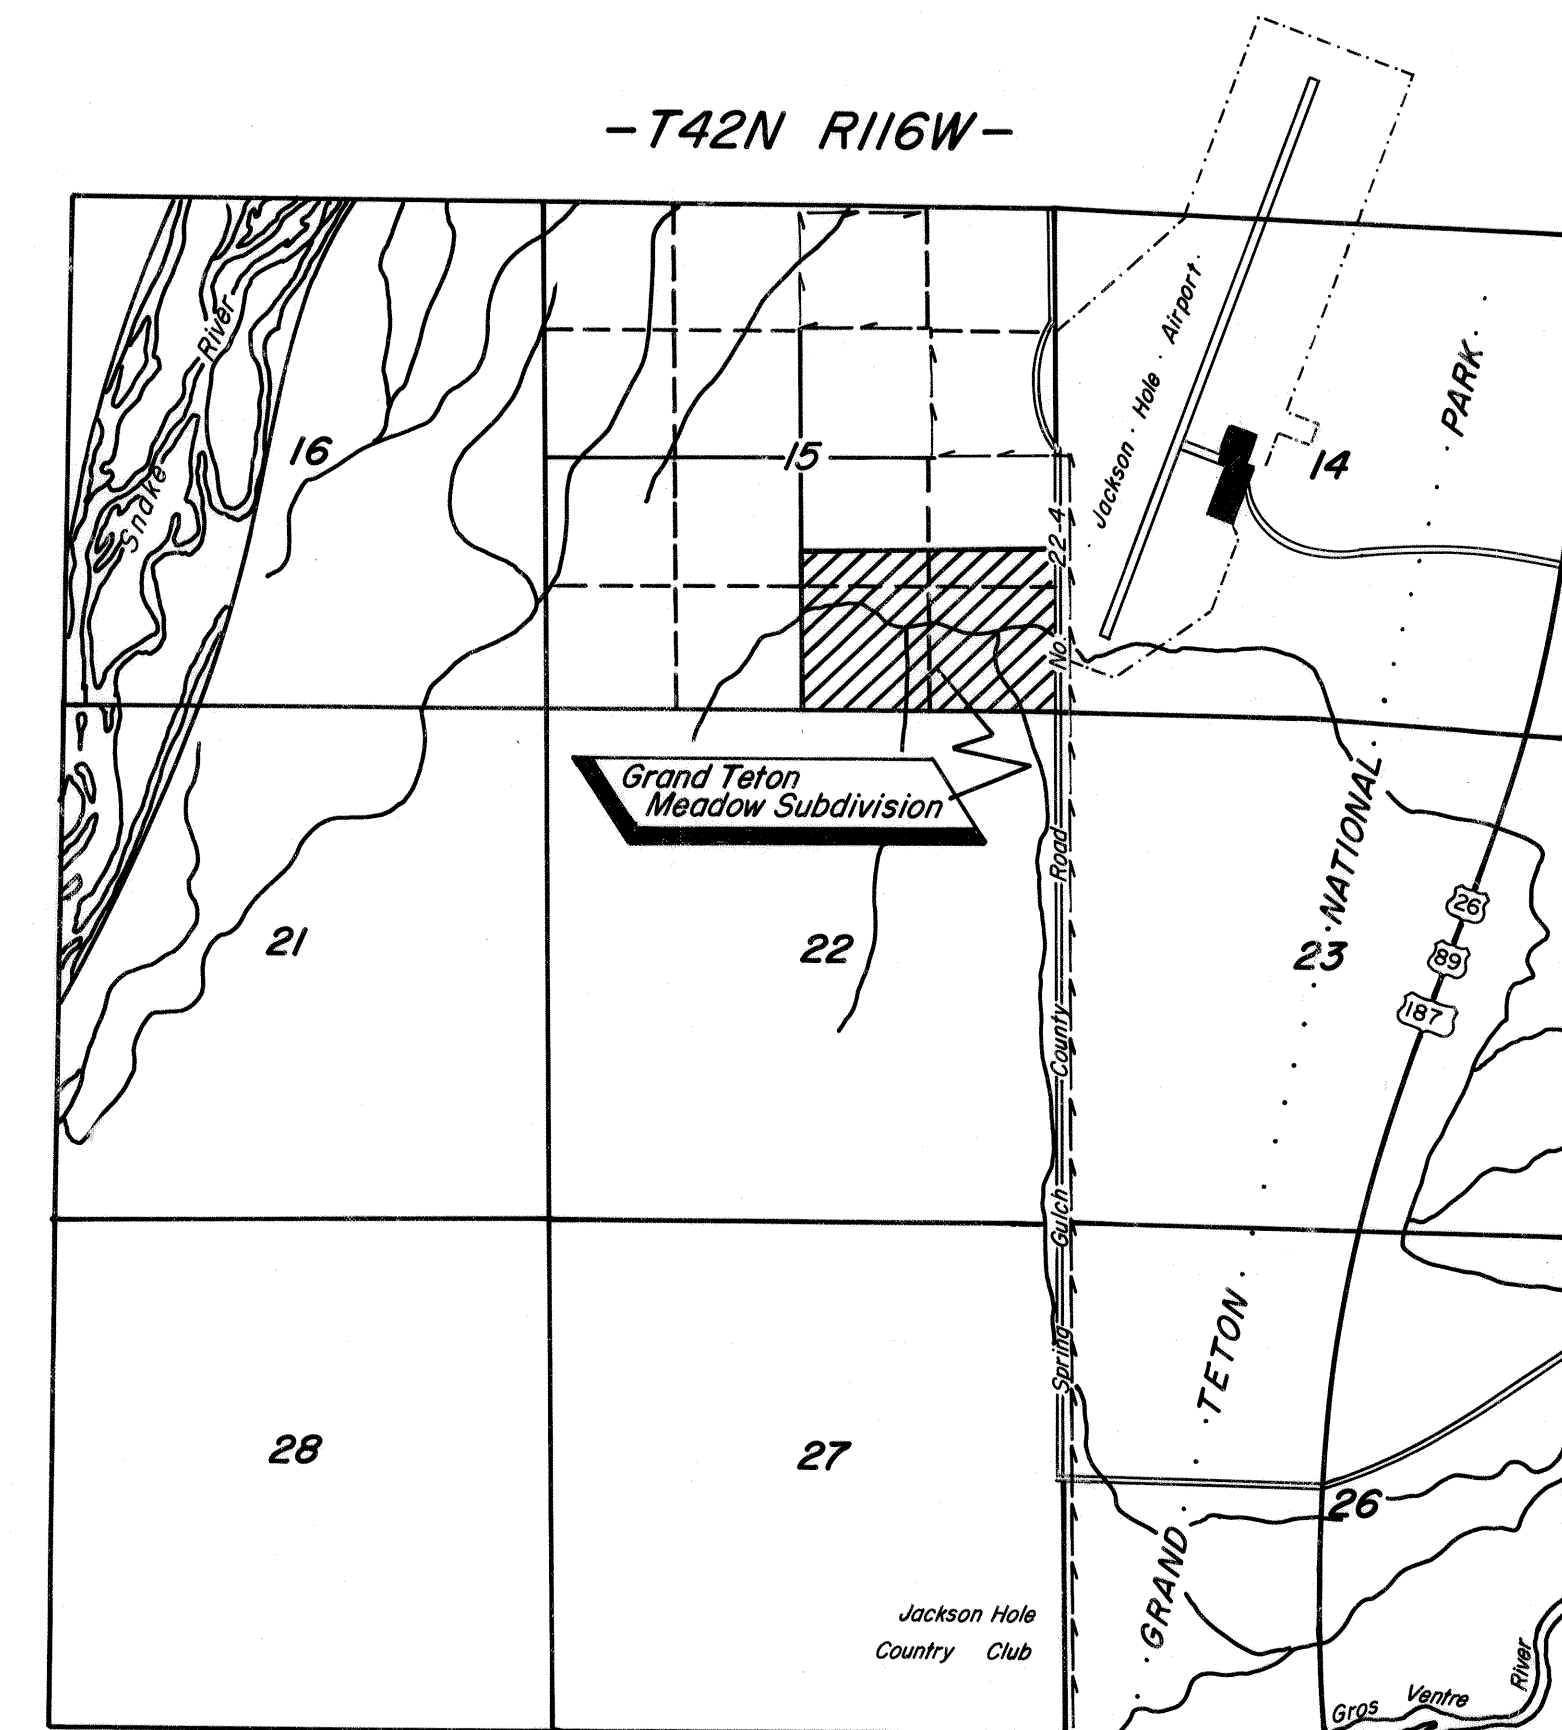 -T42N R116W-
Snake River
16
15
14
Jackson Hole Airport
PARK
Grand Teton
Meadow Subdivision
21
22
23
NATIONAL
26
89
187
Spring Gulch County Road No. 22-4
28
27
26
TETON
GRAND
Jackson Hole
Country Club
Gros Ventre River